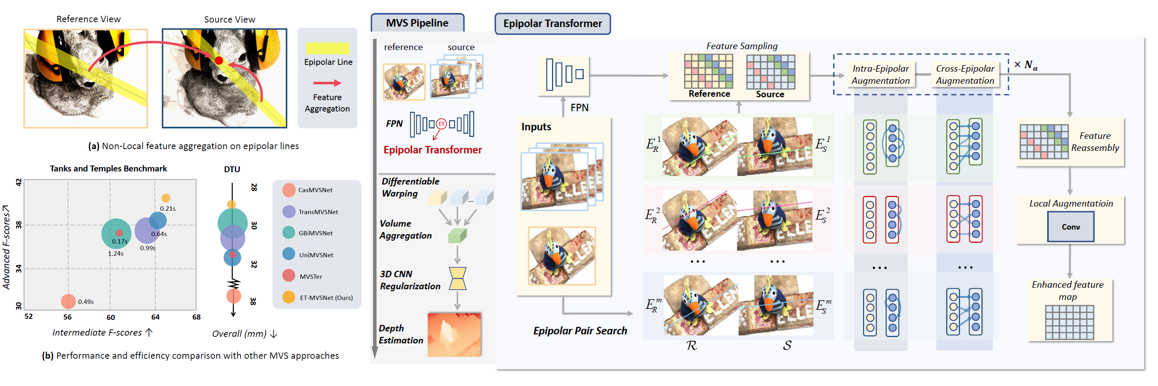 Reference View
Source View
Epipolar Line
Feature
Aggregation
(a) Non-Local feature aggregation on epipolar lines
Tanks and Temples Benchmark
DTU
Advanced F-scores↗
42
38
34
30
52
56
60
64
68
0.21s
0.17s
0.64s
0.99s
1.24s
0.49s
Intermediate F-scores ↑
28
30
32
38
Overall (mm) ↓
CasMVSNet
TransMVSNet
GBiMVSNet
UniMVSNet
MVSTer
ET-MVSNet (Ours)
(b) Performance and efficiency comparison with other MVS approaches
MVS Pipeline
reference
source
FPN
ET
Epipolar Transformer
Differentiable
Warping
...
Volume
Aggregation
3D CNN
Regularization
Depth
Estimation
Epipolar Transformer
FPN
Inputs
Epipolar Pair Search
Feature Sampling
Reference
Source
E_R^1
E_S^1
E_R^2
E_S^2
...
...
E_R^m
E_S^m
R
S
Intra-Epipolar
Augmentation
Cross-Epipolar
Augmentation
× N_a
...
...
Feature
Reassembly
Local Augmentatioin
Conv
Enhanced feature
map